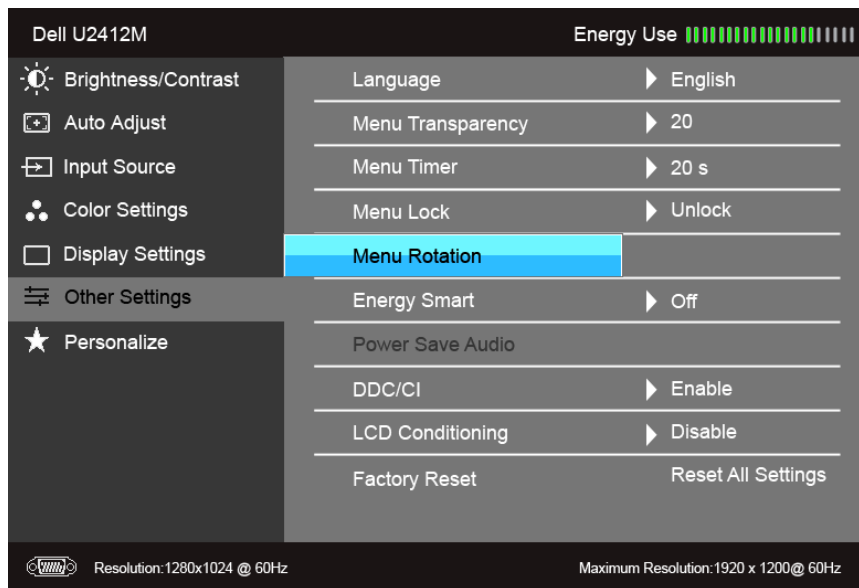 Dell U2412M Energy Use
Brightness/Contrast
Auto Adjust
Input Source
Color Settings
Display Settings
Other Settings
Personalize
Language English
Menu Transparency 20
Menu Timer 20 s
Menu Lock Unlock
Menu Rotation
Energy Smart Off
Power Save Audio
DDC/CI Enable
LCD Conditioning Disable
Factory Reset Reset All Settings
Resolution:1280x1024 @ 60Hz Maximum Resolution:1920 x 1200@ 60Hz